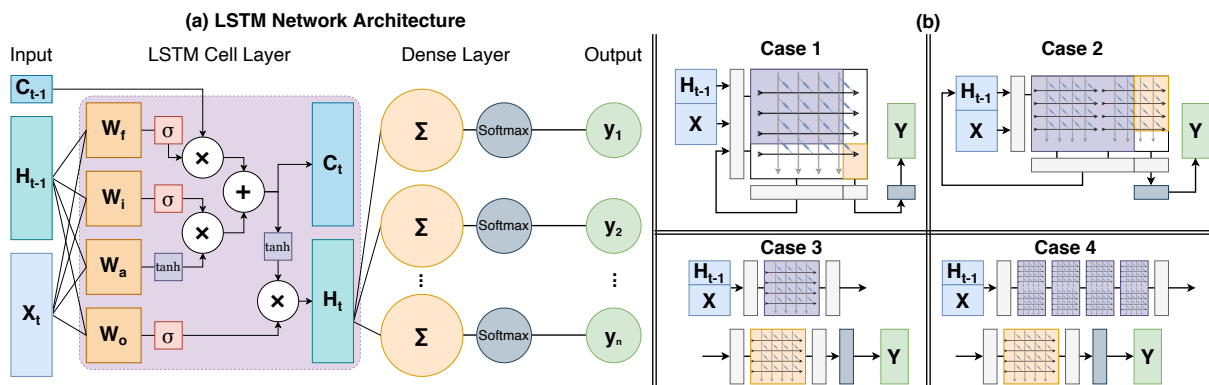 (a) LSTM Network Architecture
Input
LSTM Cell Layer
Dense Layer
Output
C_{t-1}
H_{t-1}
X_t
W_f
σ
W_i
σ
W_a
tanh
W_o
σ
×
×
+
tanh
×
C_t
H_t
Σ
Softmax
y_1
Σ
Softmax
y_2
⋮
⋮
Σ
Softmax
y_n
(b)
Case 1
H_{t-1}
X
Y
Case 2
H_{t-1}
X
Y
Case 3
H_{t-1}
X
Y
Case 4
H_{t-1}
X
Y